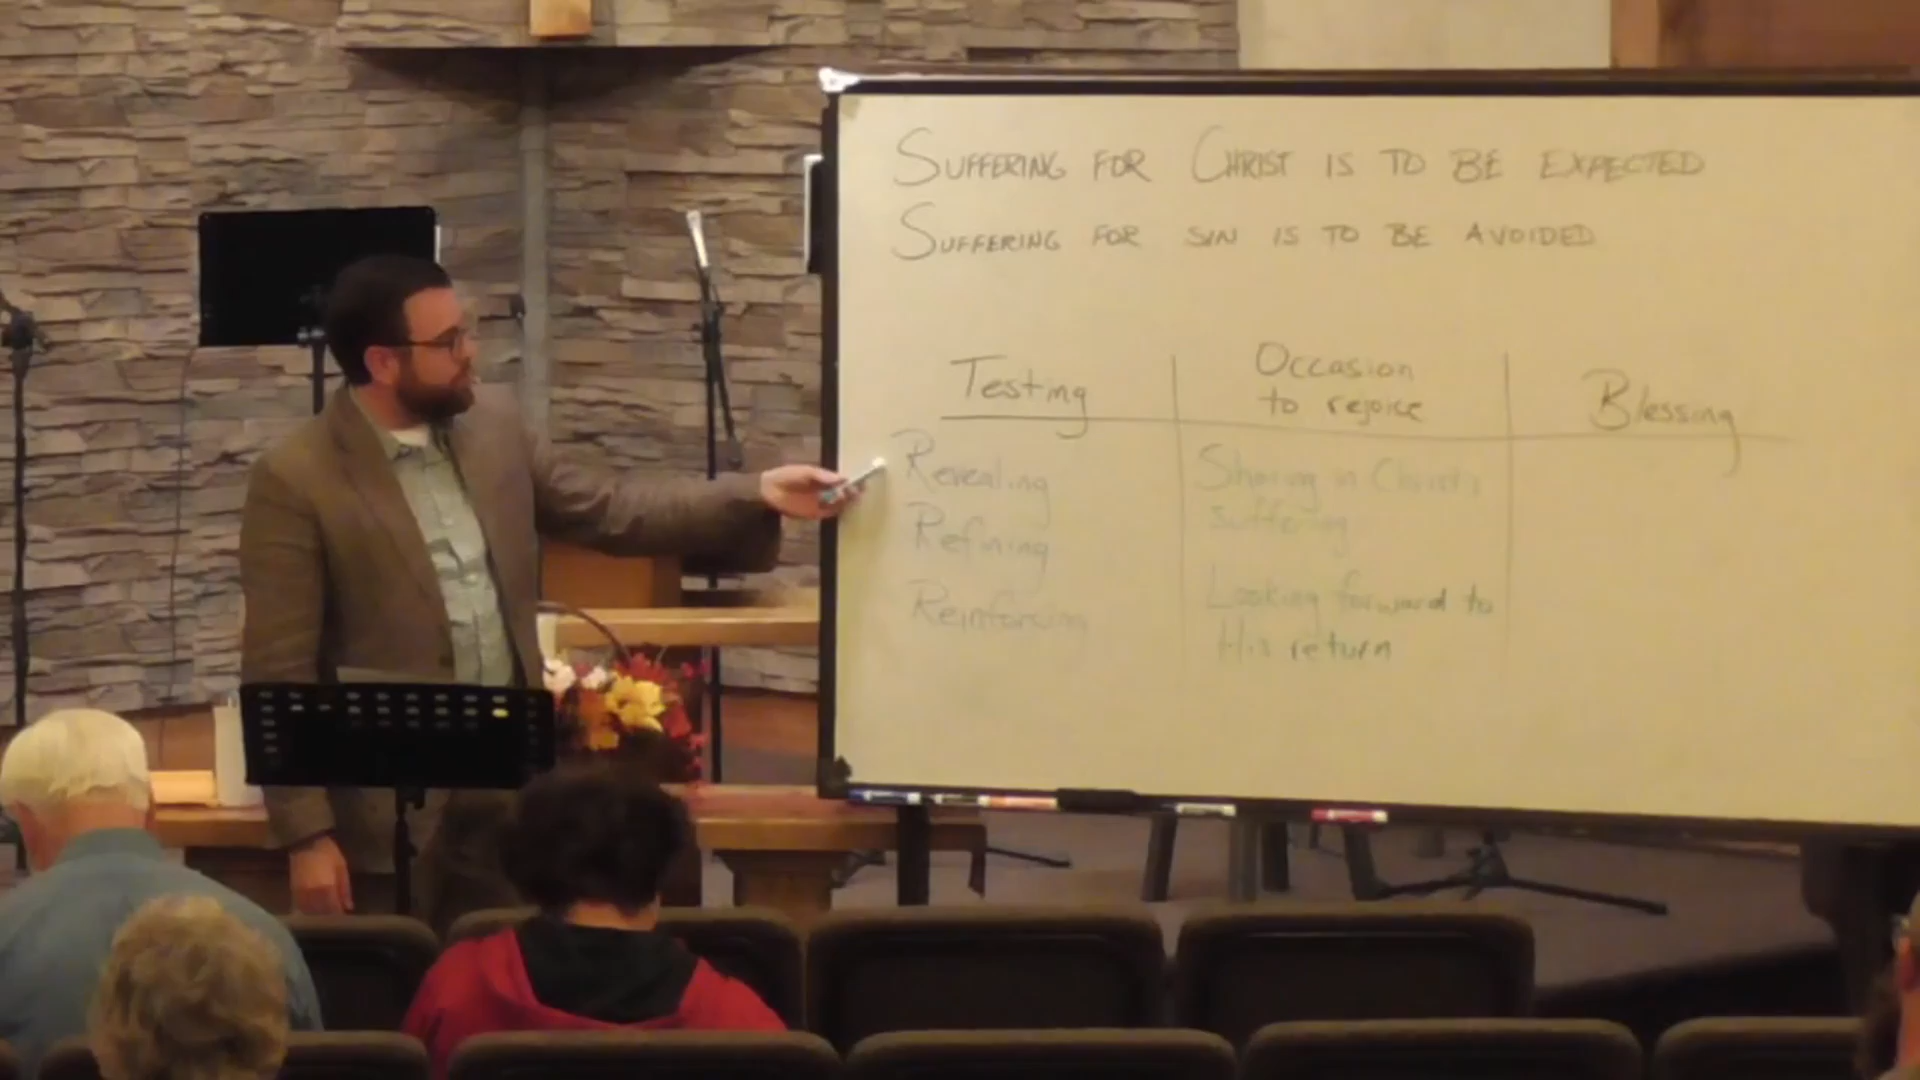 SUFFERING FOR CHRIST IS TO BE EXPECTED
SUFFERING FOR SIN IS TO BE AVOIDED
Testing
Occasion
to rejoice
Blessing
Revealing
Refining
Reinforcing
Sharing in Christ's
suffering
Looking forward to
His return